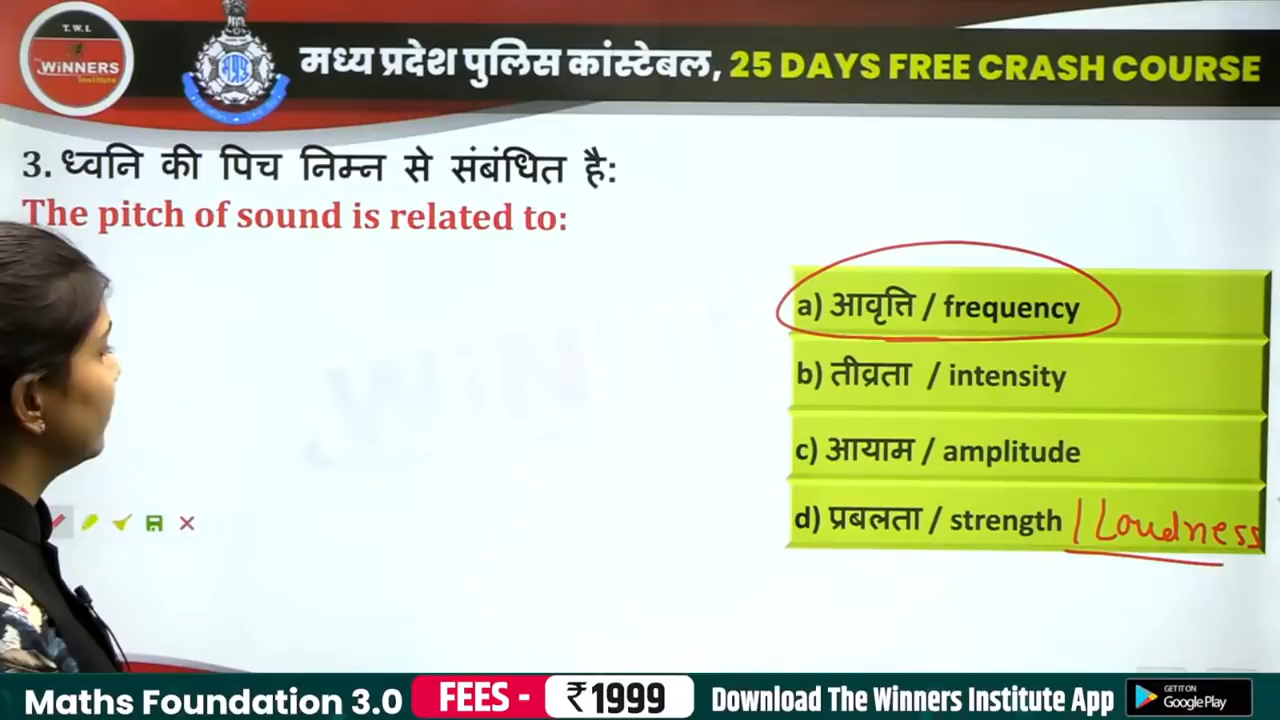 T.W.I.
WiNNERS
institute
मध्य प्रदेश पुलिस कांस्टेबल, 25 DAYS FREE CRASH COURSE
3. ध्वनि की पिच निम्न से संबंधित है:
The pitch of sound is related to:
a) आवृत्ति / frequency
b) तीव्रता / intensity
c) आयाम / amplitude
d) प्रबलता / strength / Loudness
Maths Foundation 3.0 FEES - ₹1999 Download The Winners Institute App
GET IT ON
Google Play